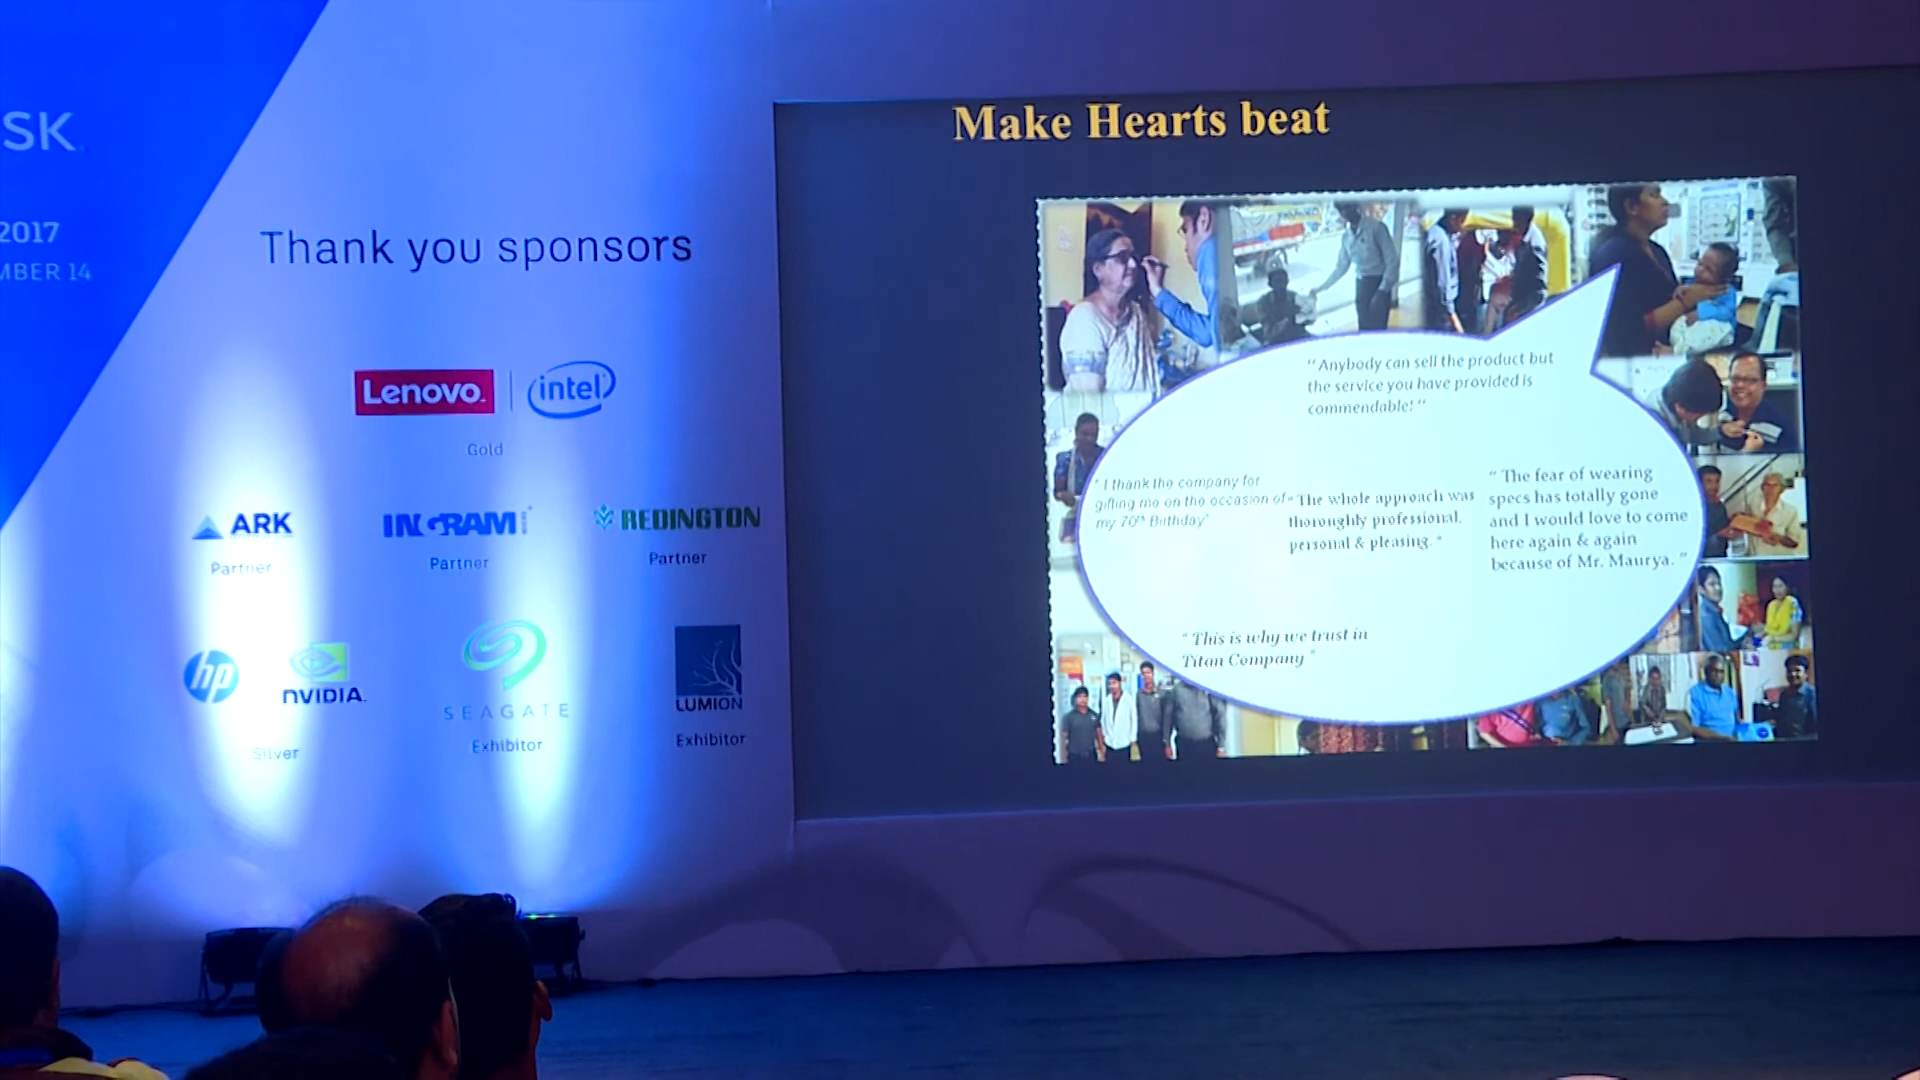 SK
2017
MBER 14
Thank you sponsors
Lenovo
intel
Gold
ARK
Partner
INGRAM
Partner
REDINGTON
Partner
hp
NVIDIA.
Silver
SEAGATE
Exhibitor
LUMION
Exhibitor
Make Hearts beat
“Anybody can sell the product but
the service you have provided is
commendable! “
“ I thank the company for
gifting me on the occasion of
my 70th Birthday”
“ The whole approach was
thoroughly professional,
personal & pleasing. “
“ The fear of wearing
specs has totally gone
and I would love to come
here again & again
because of Mr. Maurya. ”
“ This is why we trust in
Titan Company ”